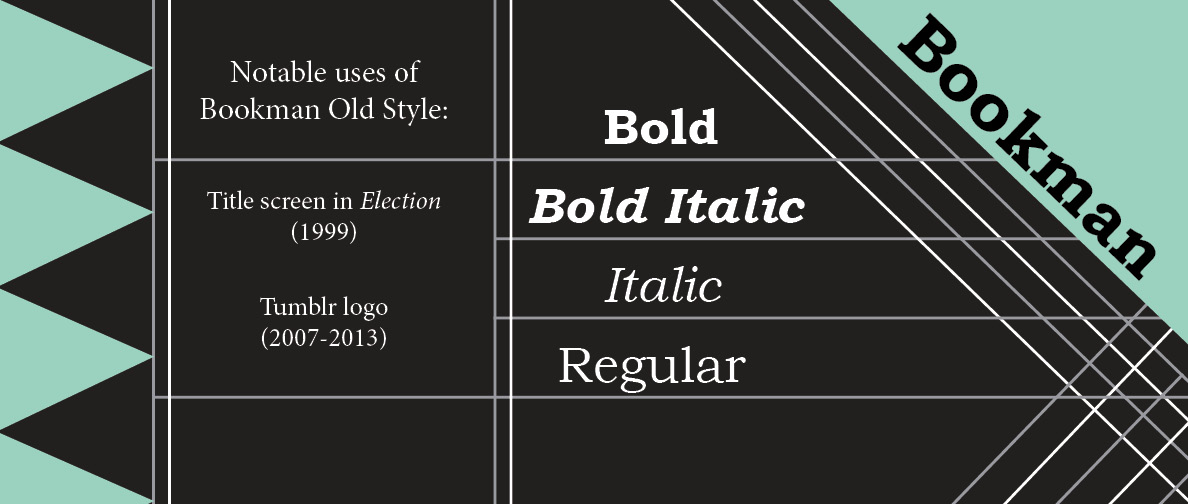 Notable uses of
Bookman Old Style:
Title screen in Election
(1999)
Tumblr logo
(2007-2013)
Bold
Bold Italic
Italic
Regular
Bookman